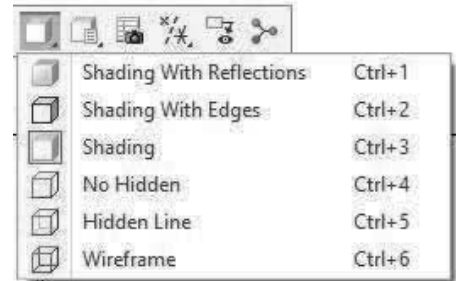 Shading With Reflections Ctrl+1
Shading With Edges Ctrl+2
Shading Ctrl+3
No Hidden Ctrl+4
Hidden Line Ctrl+5
Wireframe Ctrl+6